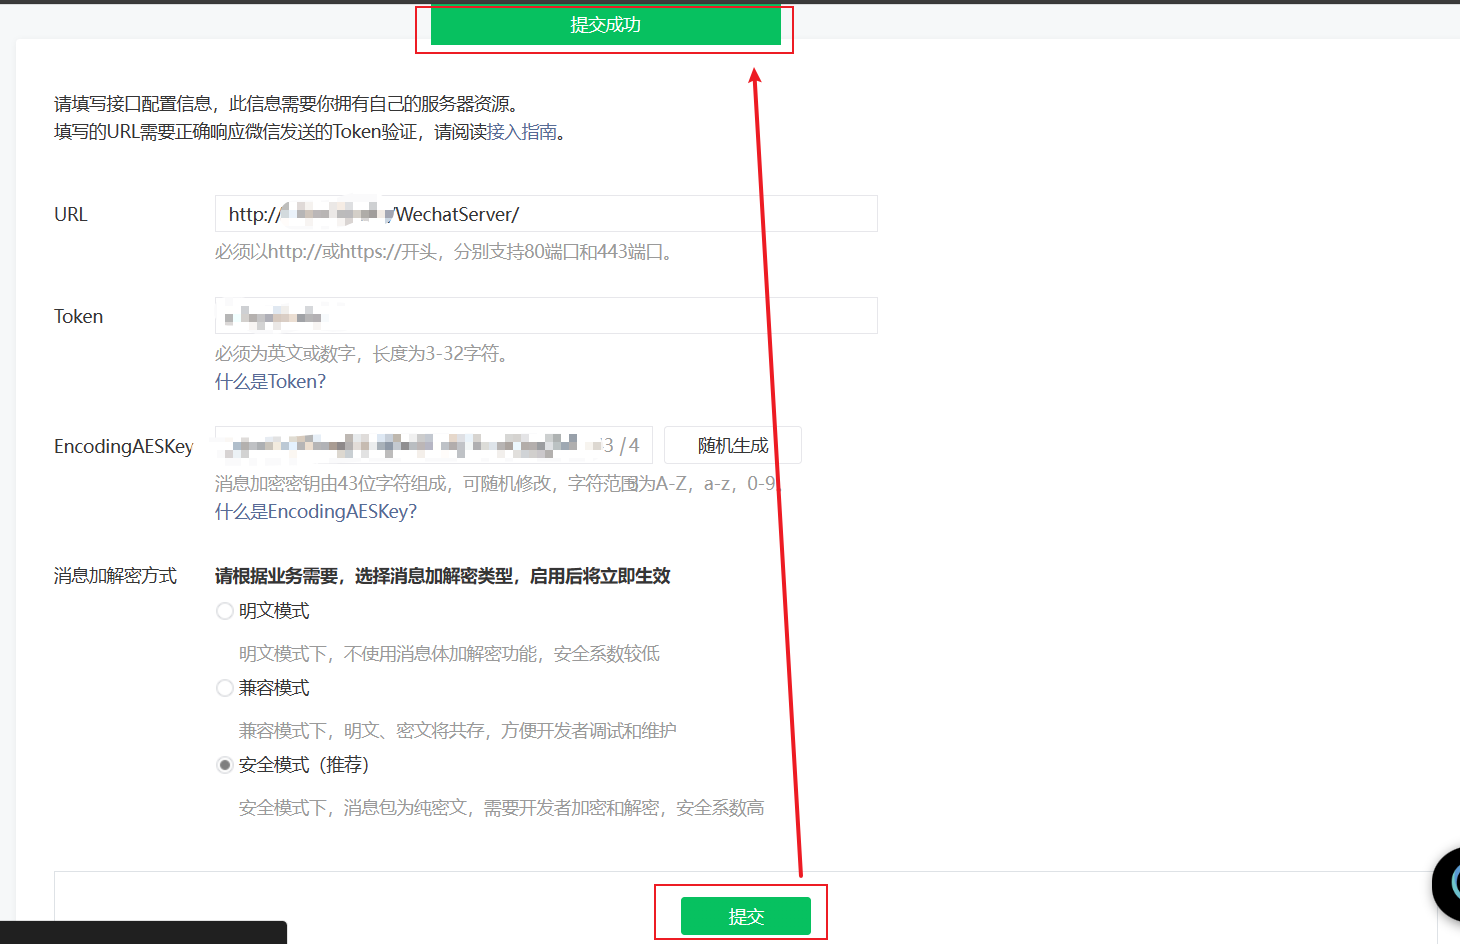 提交成功
请填写接口配置信息，此信息需要你拥有自己的服务器资源。
填写的URL需要正确响应微信发送的Token验证，请阅读接入指南。
URL
http://
/WechatServer/
必须以http://或https://开头，分别支持80端口和443端口。
Token
必须为英文或数字，长度为3-32字符。
什么是Token?
EncodingAESKey
3 / 4
随机生成
消息加密密钥由43位字符组成，可随机修改，字符范围为A-Z，a-z，0-9
什么是EncodingAESKey?
消息加解密方式
请根据业务需要，选择消息加解密类型，启用后将立即生效
明文模式
明文模式下，不使用消息体加解密功能，安全系数较低
兼容模式
兼容模式下，明文、密文将共存，方便开发者调试和维护
安全模式（推荐）
安全模式下，消息包为纯密文，需要开发者加密和解密，安全系数高
提交